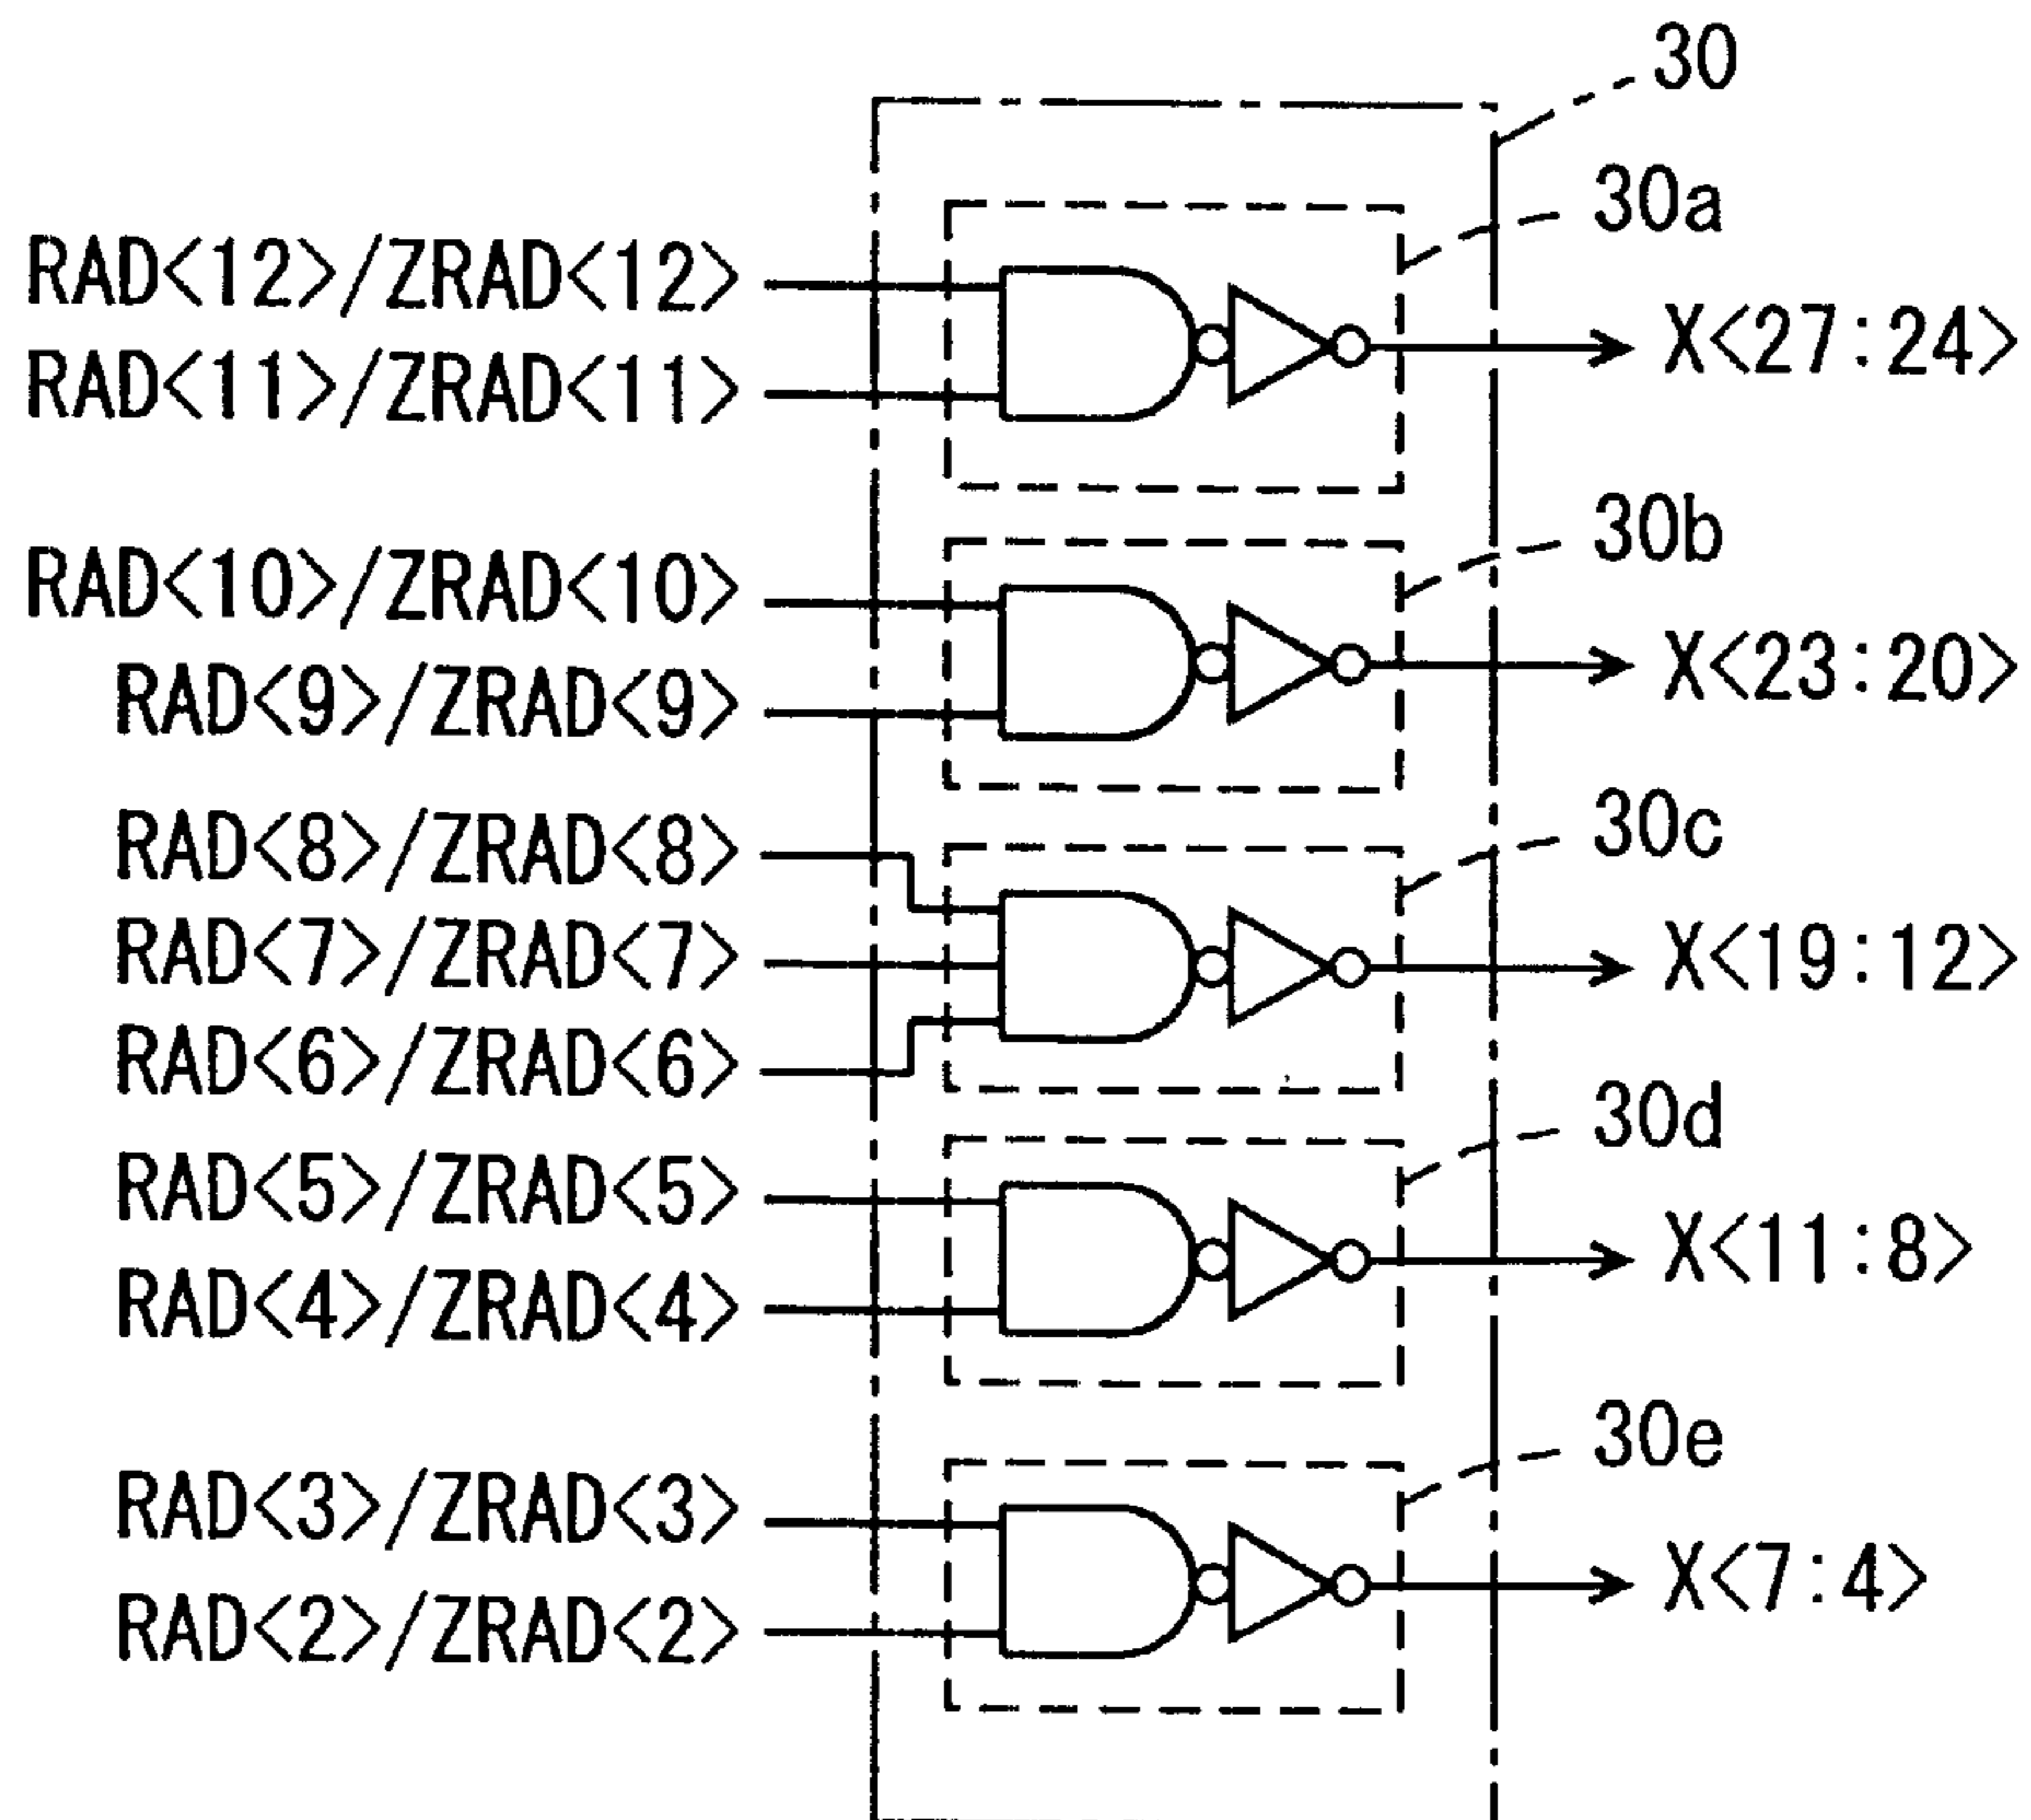 30
30a
RAD<12>/ZRAD<12>
X<27:24>
RAD<11>/ZRAD<11>
30b
RAD<10>/ZRAD<10>
X<23:20>
RAD<9>/ZRAD<9>
30c
RAD<8>/ZRAD<8>
RAD<7>/ZRAD<7>
X<19:12>
RAD<6>/ZRAD<6>
30d
RAD<5>/ZRAD<5>
X<11:8>
RAD<4>/ZRAD<4>
30e
RAD<3>/ZRAD<3>
X<7:4>
RAD<2>/ZRAD<2>